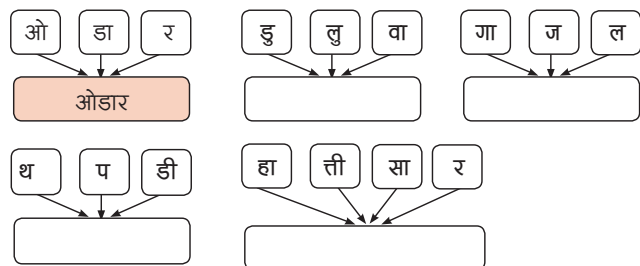 ओ डा र डु लु वा गा ज ल
ओडार
थ प डी हा त्ती सा र